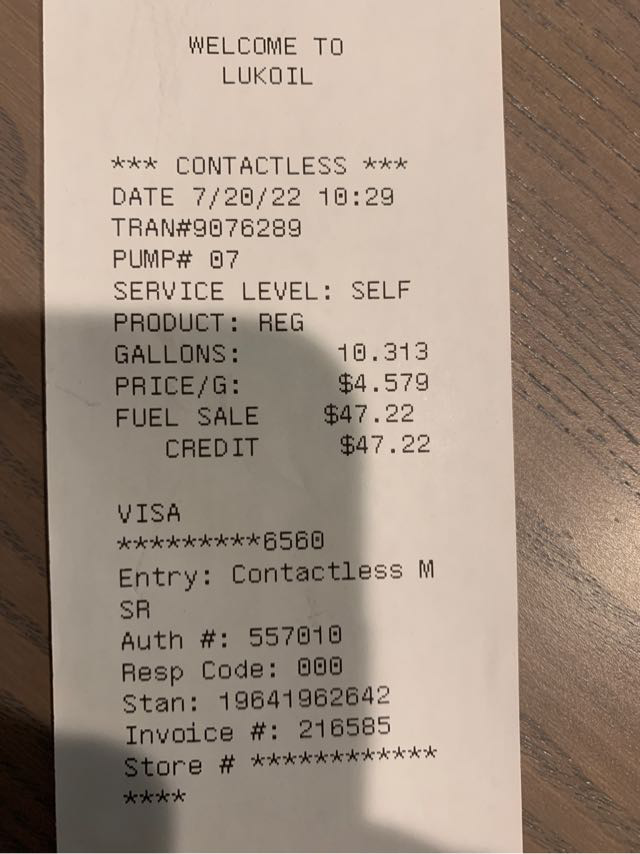 WELCOME TO
LUKOIL
*** CONTACTLESS ***
DATE 7/20/22 10:29
TRAN#9076289
PUMP# 07
SERVICE LEVEL: SELF
PRODUCT: REG
GALLONS: 10.313
PRICE/G: $4.579
FUEL SALE $47.22
CREDIT $47.22
VISA
*********6560
Entry: Contactless M
SR
Auth #: 557010
Resp Code: 000
Stan: 19641962642
Invoice #: 216585
Store # ************
****